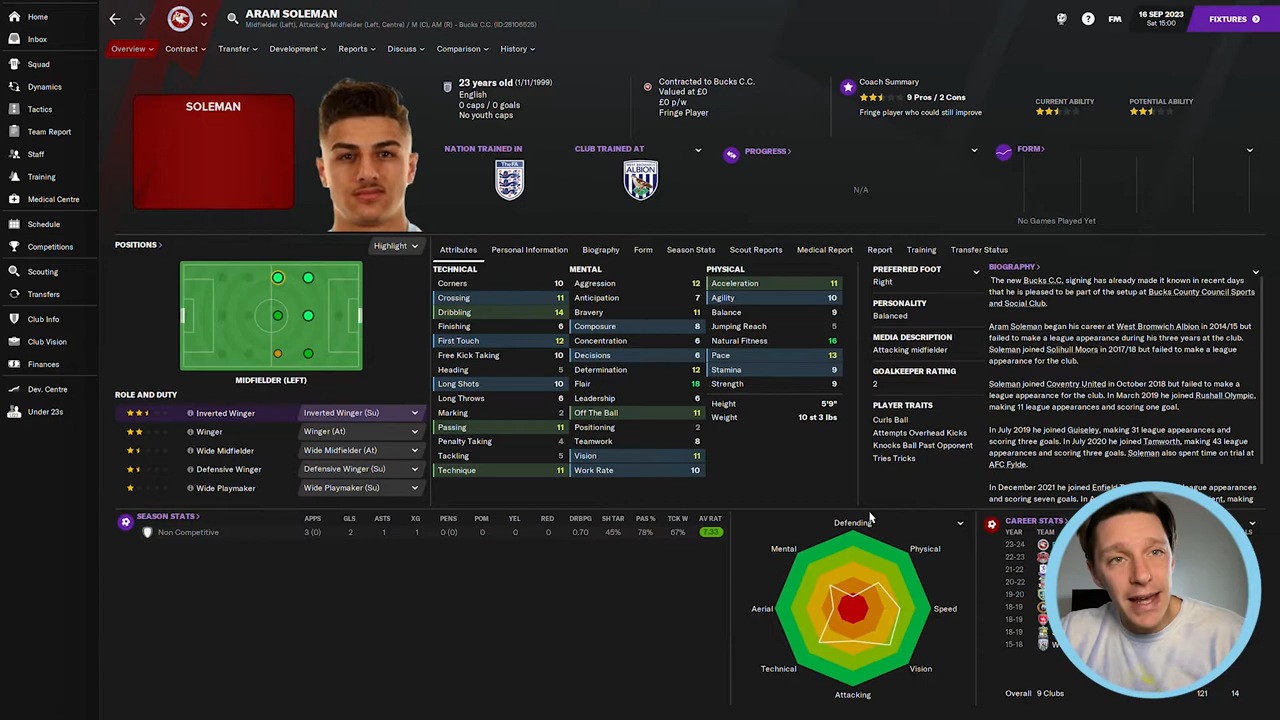 Home
Inbox
Squad
Dynamics
Tactics
Team Report
Staff
Training
Medical Centre
Schedule
Competitions
Scouting
Transfers
Club Info
Club Vision
Finances
Dev. Centre
Under 23s
ARAM SOLEMAN
Midfielder (Left), Attacking Midfielder (Left, Centre) / M (C), AM (R) - Bucks C.C. (ID:28106525)
FM
16 SEP 2023
Sat 15:00
FIXTURES
Overview
Contract
Transfer
Development
Reports
Discuss
Comparison
History
SOLEMAN
23 years old (1/11/1999)
English
0 caps / 0 goals
No youth caps
Contracted to Bucks C.C.
Valued at £0
£0 p/w
Fringe Player
Coach Summary
9 Pros / 2 Cons
Fringe player who could still improve
CURRENT ABILITY
POTENTIAL ABILITY
NATION TRAINED IN
The FA
CLUB TRAINED AT
ALBION
PROGRESS
N/A
FORM
No Games Played Yet
POSITIONS
Highlight
MIDFIELDER (LEFT)
ROLE AND DUTY
Inverted Winger Inverted Winger (Su)
Winger Winger (At)
Wide Midfielder Wide Midfielder (At)
Defensive Winger Defensive Winger (Su)
Wide Playmaker Wide Playmaker (Su)
Attributes
Personal Information
Biography
Form
Season Stats
Scout Reports
Medical Report
Report
Training
Transfer Status
TECHNICAL
Corners 10
Crossing 11
Dribbling 14
Finishing 6
First Touch 12
Free Kick Taking 10
Heading 5
Long Shots 10
Long Throws 6
Marking 2
Passing 11
Penalty Taking 4
Tackling 5
Technique 11
MENTAL
Aggression 12
Anticipation 7
Bravery 11
Composure 8
Concentration 6
Decisions 6
Determination 12
Flair 18
Leadership 6
Off The Ball 11
Positioning 2
Teamwork 8
Vision 11
Work Rate 10
PHYSICAL
Acceleration 11
Agility 10
Balance 9
Jumping Reach 5
Natural Fitness 16
Pace 13
Stamina 9
Strength 9
Height 5'9"
Weight 10 st 3 lbs
PREFERRED FOOT
Right
PERSONALITY
Balanced
MEDIA DESCRIPTION
Attacking midfielder
GOALKEEPER RATING
2
PLAYER TRAITS
Curls Ball
Attempts Overhead Kicks
Knocks Ball Past Opponent
Tries Tricks
BIOGRAPHY
The new Bucks C.C. signing has already made it known in recent days
that he is pleased to be part of the setup at Bucks County Council Sports
and Social Club.
Aram Soleman began his career at West Bromwich Albion in 2014/15 but
failed to make a league appearance during his three years at the club.
Soleman joined Solihull Moors in 2017/18 but failed to make a league
appearance for the club.
Soleman joined Coventry United in October 2018 but failed to make a
league appearance for the club. In March 2019 he joined Rushall Olympic,
making 11 league appearances and scoring one goal.
In July 2019 he joined Guiseley, making 31 league appearances and
scoring three goals. In July 2020 he joined Tamworth, making 43 league
appearances and scoring three goals. Soleman also spent time on trial at
AFC Fylde.
In December 2021 he joined Enfield
SEASON STATS
APPS GLS ASTS XG PENS POM YEL RED DRBPG SH TAR PAS % TCK W AV RAT
Non Competitive 3 (0) 2 1 1 0 (0) 0 0 0 0.70 45% 78% 67% 7.33
Defending
Physical
Speed
Vision
Attacking
Technical
Aerial
Mental
CAREER STATS
YEAR TEAM
23-24
22-23
21-22
20-22
19-20
18-19
18-19
18-19
15-18
Overall 9 Clubs 121 14